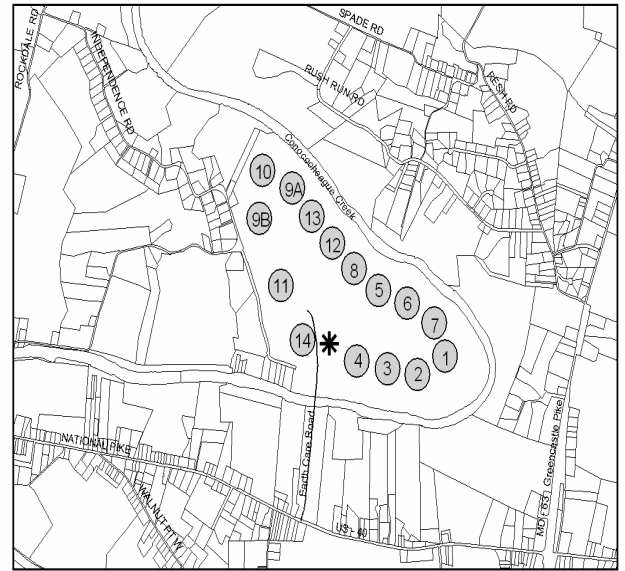 SPADE RD
ROCKDALE RD
INDEPENDENCE RD
RUSH RUN RD
RESH RD
Conococheague Creek
10
9A
9B
13
12
8
11
5
6
7
14
4
3
2
1
Earth Care Road
NATIONAL PIKE
WALNUT PT W
US - 40
MD - 63 Greencastle Pike